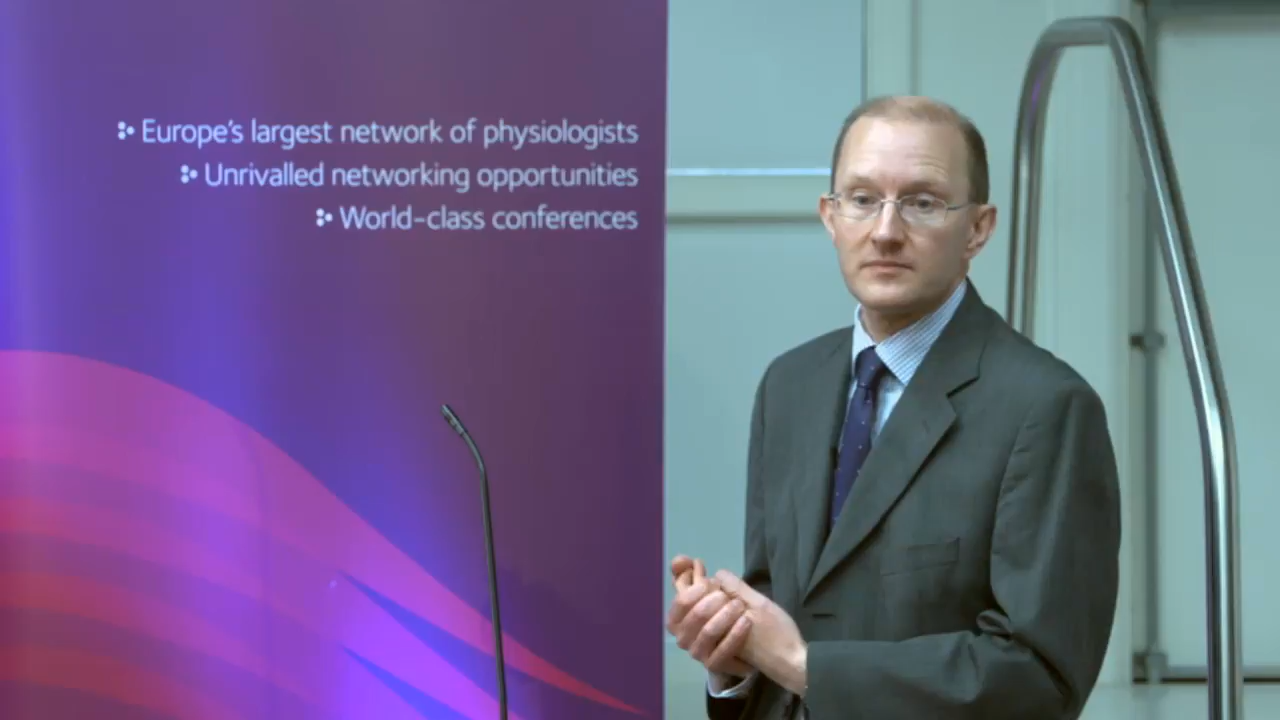 Europe's largest network of physiologists
Unrivalled networking opportunities
World-class conferences